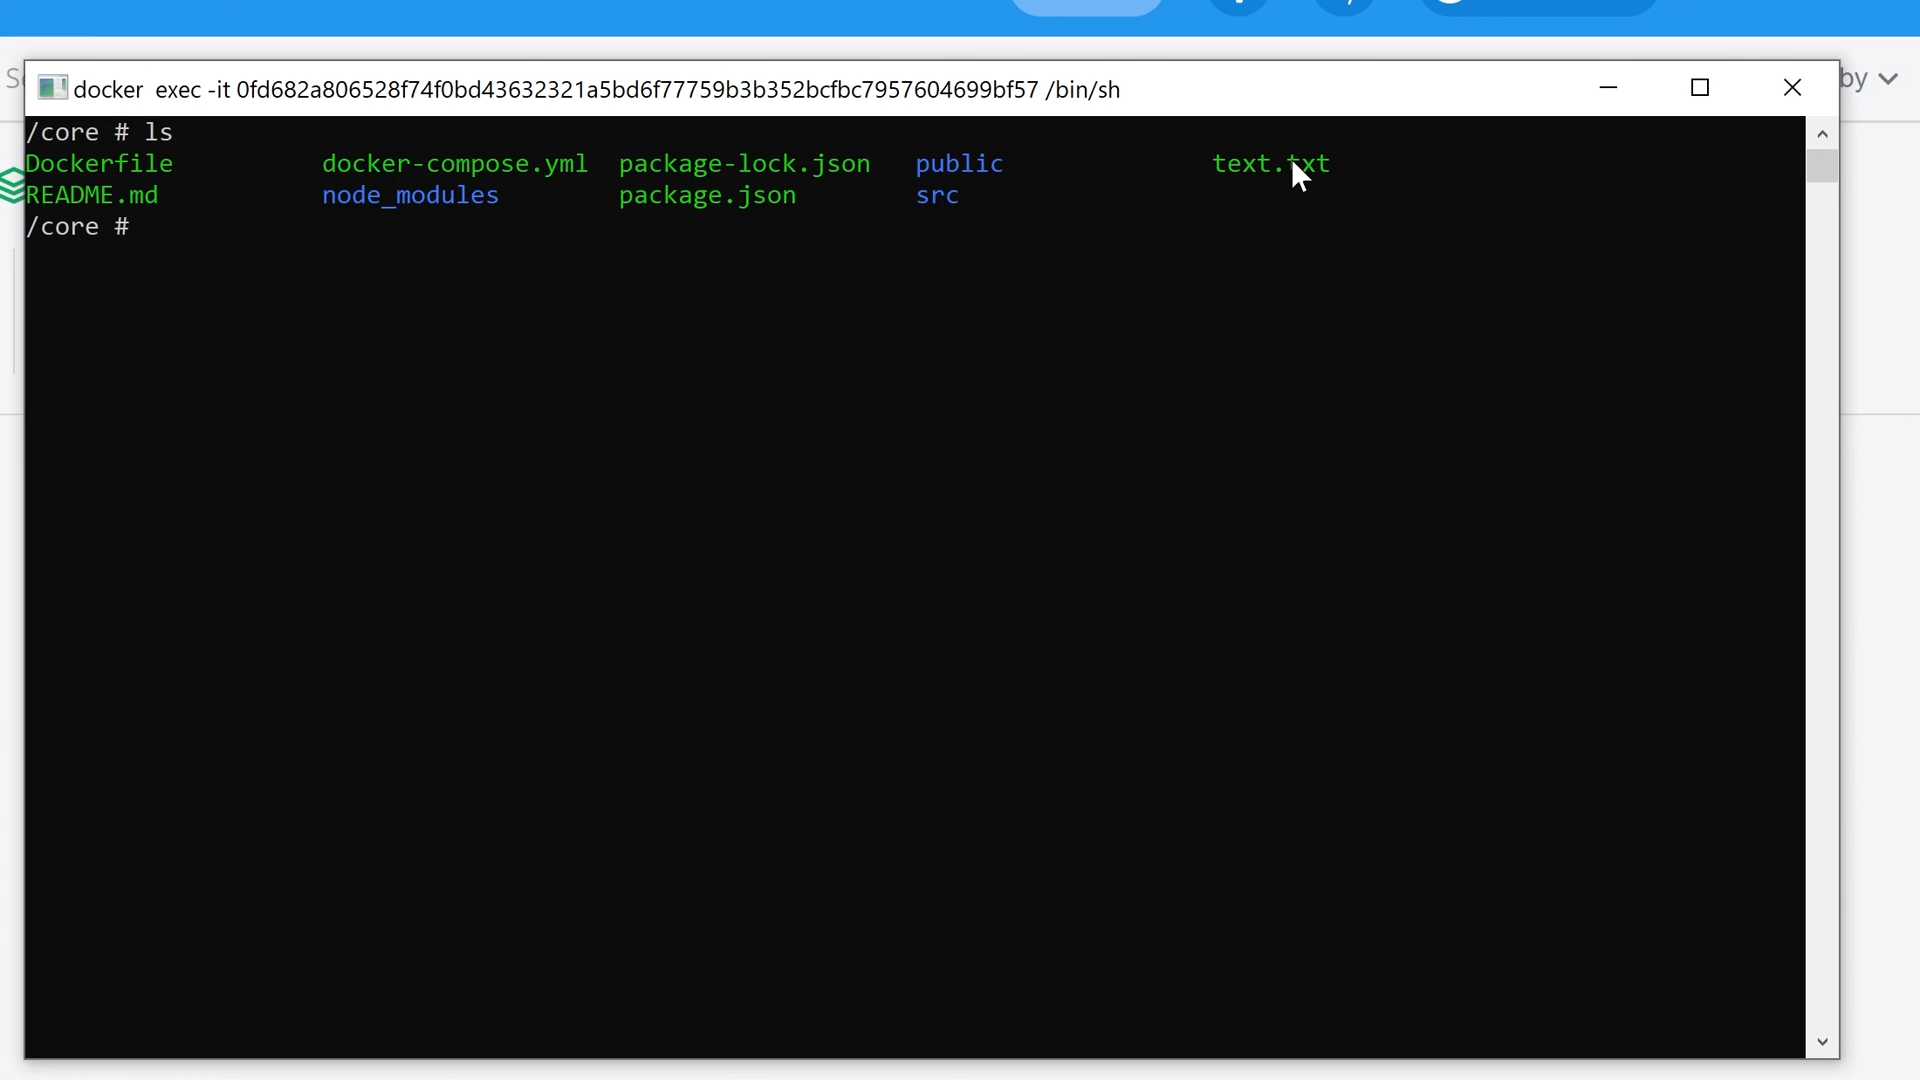 docker exec -it 0fd682a806528f74f0bd43632321a5bd6f77759b3b352bcfbc7957604699bf57 /bin/sh
by
/core # ls
Dockerfile docker-compose.yml package-lock.json public text.txt
README.md node_modules package.json src
/core #